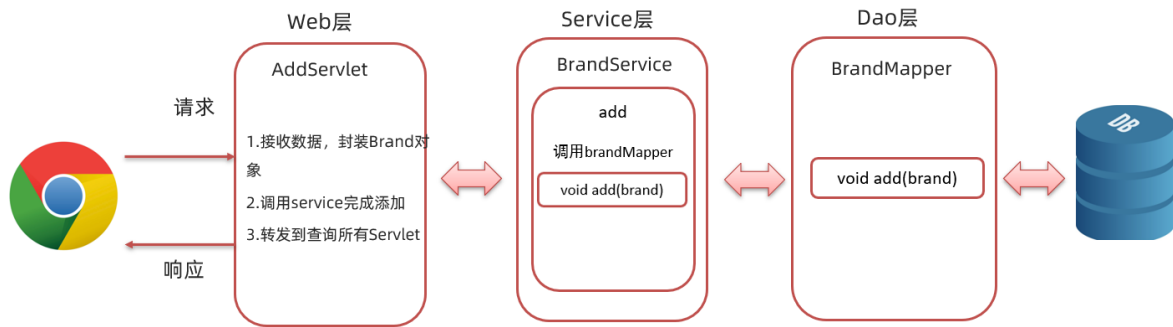 Web层
Service层
Dao层
AddServlet
BrandService
BrandMapper
请求
1.接收数据，封装Brand对
象
2.调用service完成添加
3.转发到查询所有Servlet
响应
add
调用brandMapper
void add(brand)
void add(brand)
DB